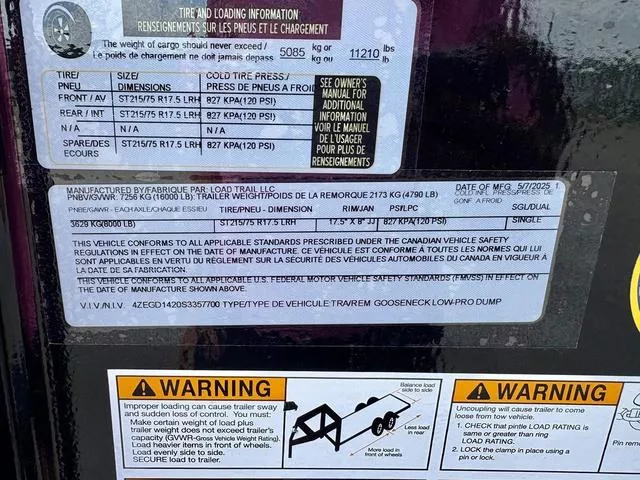 TIRE AND LOADING INFORMATION
RENSEIGNEMENTS SUR LES PNEUS ET LE CHARGEMENT
The weight of cargo should never exceed / 5085 kg or 11210 lbs
Le poids de chargement ne doit jamais depass kg ou lb
TIRE/ SIZE/ COLD TIRE PRESS./
PNEU DIMENSIONS PRESS DE PNEUS A FROID
FRONT / AV ST215/75 R17.5 LRH 827 KPA(120 PSI)
REAR / INT ST215/75 R17.5 LRH 827 KPA(120 PSI)
N/A N/A N/A
SPARE/DES ST215/75 R17.5 LRH 827 KPA(120 PSI)
ECOURS
SEE OWNER'S
MANUAL FOR
ADDITIONAL
INFORMATION
VOIR LE MANUEL
DE L'USAGER
POUR PLUS DE
RENSEIGNEMENTS
MANUFACTURED BY/FABRIQUE PAR: LOAD TRAIL LLC DATE OF MFG 5/7/2025
PNBV/GVWR: 7256 KG (16000 LB): TRAILER WEIGHT/POIDS DE LA REMORQUE 2173 KG (4790 LB)
COLD INFL PRESS/PRESS. DE
GONF. A FROID
PNBE/GAWR - EACH AXLE/CHAQUE ESSIEU TIRE/PNEU - DIMENSION RIM/JAN PSI/LPC SGL/DUAL
3629 KG(8000 LB) ST215/75 R17.5 LRH 17.5" X 8" JJ 827 KPA(120 PSI) SINGLE
THIS VEHICLE CONFORMS TO ALL APPLICABLE STANDARDS PRESCRIBED UNDER THE CANADIAN VEHICLE SAFETY
REGULATIONS IN EFFECT ON THE DATE OF MANUFACTURE / CE VEHICULE EST CONFORME À TOUTES LES NORMES QUI LUI
SONT APPLICABLES EN VERTU DU RÈGLEMENT SUR LA SÉCURITÉ DES VÉHICULES AUTOMOBILES DU CANADA EN VIGUEUR À
LA DATE DE SA FABRICATION.
THIS VEHICLE CONFORMS TO ALL APPLICABLE U.S. FEDERAL MOTOR VEHICLE SAFETY STANDARDS (FMVSS) IN EFFECT ON
THE DATE OF MANUFACTURE
V.I.V./N.I.V. 4ZEGD1420S3357700 TYPE/TYPE DE VEHICULE:TRA/REM GOOSENECK LOW-PRO DUMP
WARNING
Improper loading can cause trailer sway
and sudden loss of control. You must:
Make certain weight of load plus
trailer weight does not exceed trailer's
capacity (GVWR-Gross Vehicle Weight Rating).
Load heavier items in front of wheels.
Load evenly side to side.
SECURE load to trailer.
Balance load
side to side
Less load
in rear
More load in
front of wheels
WARNING
Uncoupling will cause trailer to come
loose from tow vehicle.
1. CHECK that pintle LOAD RATING is
same or greater than ring
LOAD RATING.
2. LOCK the clamp in place using a
pin or lock.
Pin